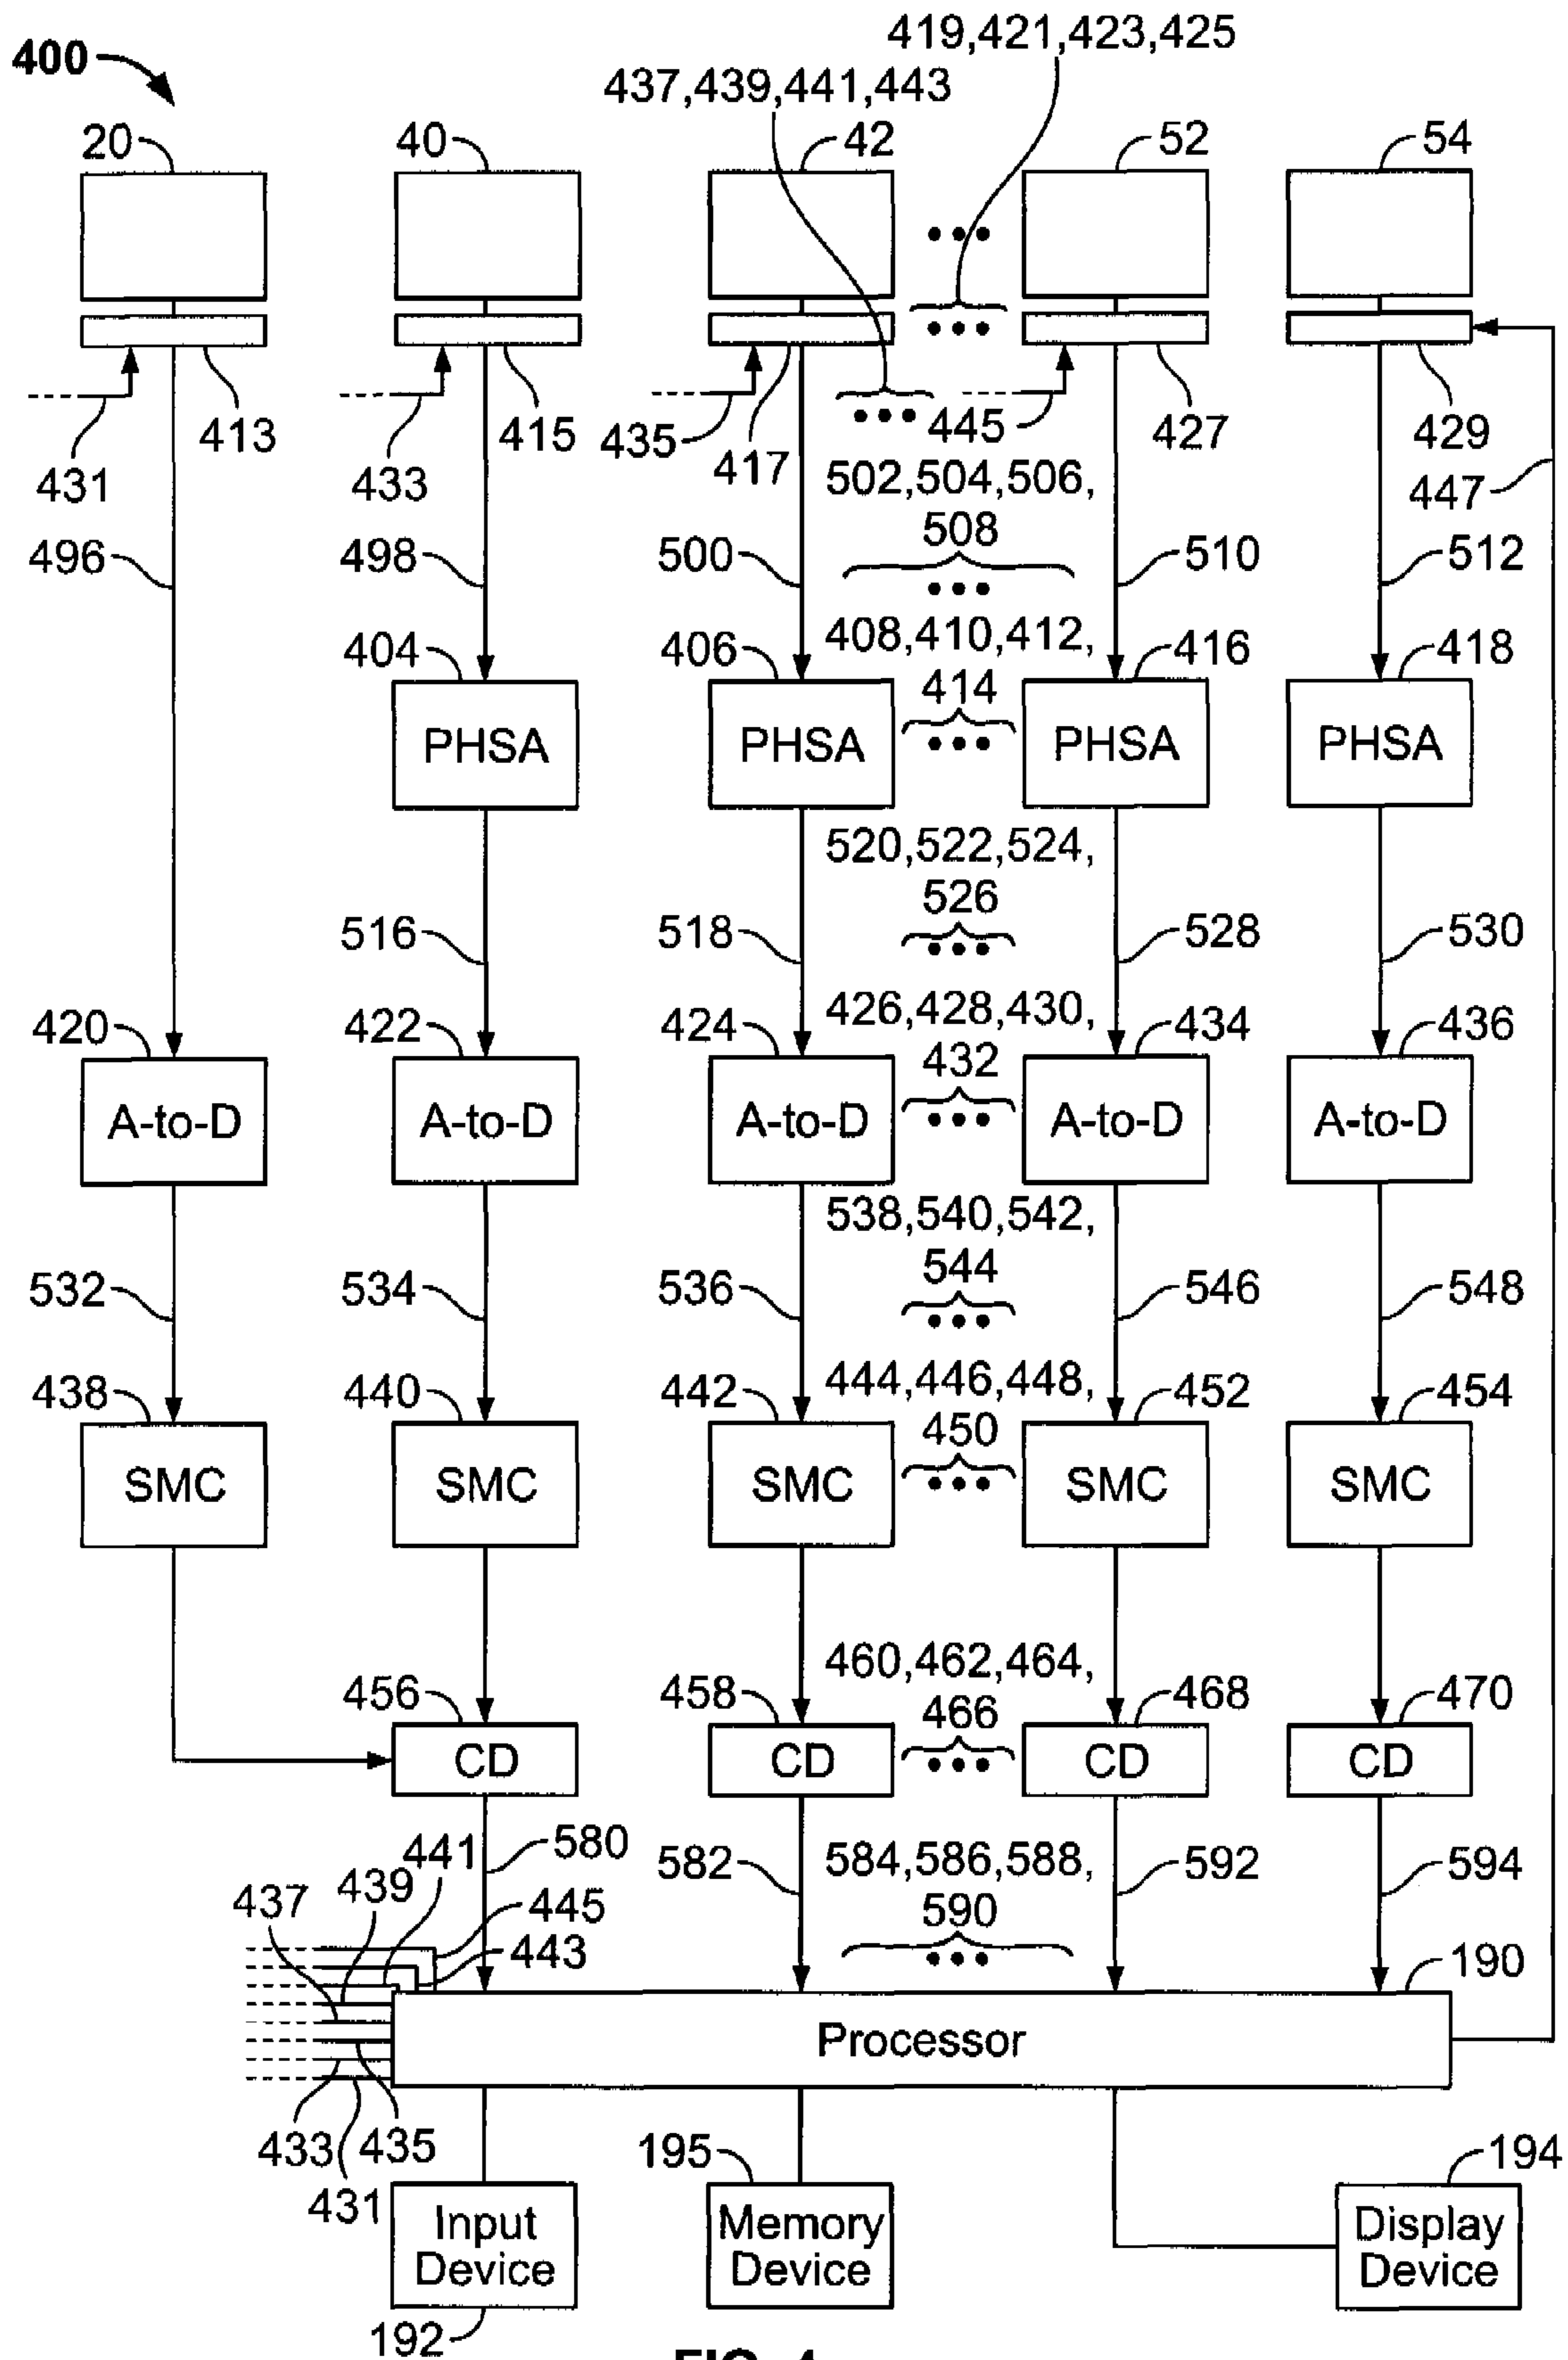 400
419,421,423,425
437,439,441,443
20 40 42 52 54
431 413 433 415 435 417 445 427 429
447
502,504,506,
508
496 498 500 510 512
408,410,412,
414
404 406 416 418
PHSA PHSA PHSA PHSA
520,522,524,
526
516 518 528 530
426,428,430,
432
420 422 424 434 436
A-to-D A-to-D A-to-D A-to-D A-to-D
538,540,542,
544
532 534 536 546 548
444,446,448,
450
438 440 442 452 454
SMC SMC SMC SMC SMC
460,462,464,
466
456 458 468 470
CD CD CD CD
584,586,588,
590
580 582 592 594
441
439
437
445
443
190
Processor
433 435
431
195 194
Input
Device
Memory
Device
Display
Device
192